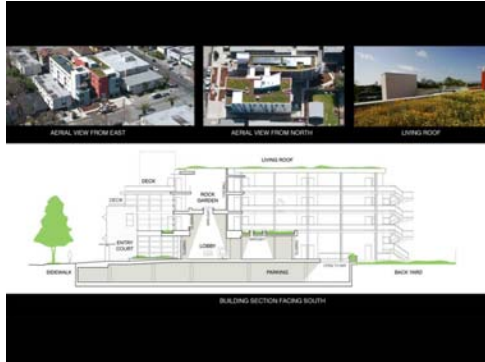 AERIAL VIEW FROM EAST
AERIAL VIEW FROM NORTH
LIVING ROOF
LIVING ROOF
DECK
ROCK
GARDEN
DECK
ENTRY
COURT
LOBBY
SIDEWALK
PARKING
BACK YARD
BUILDING SECTION FACING SOUTH